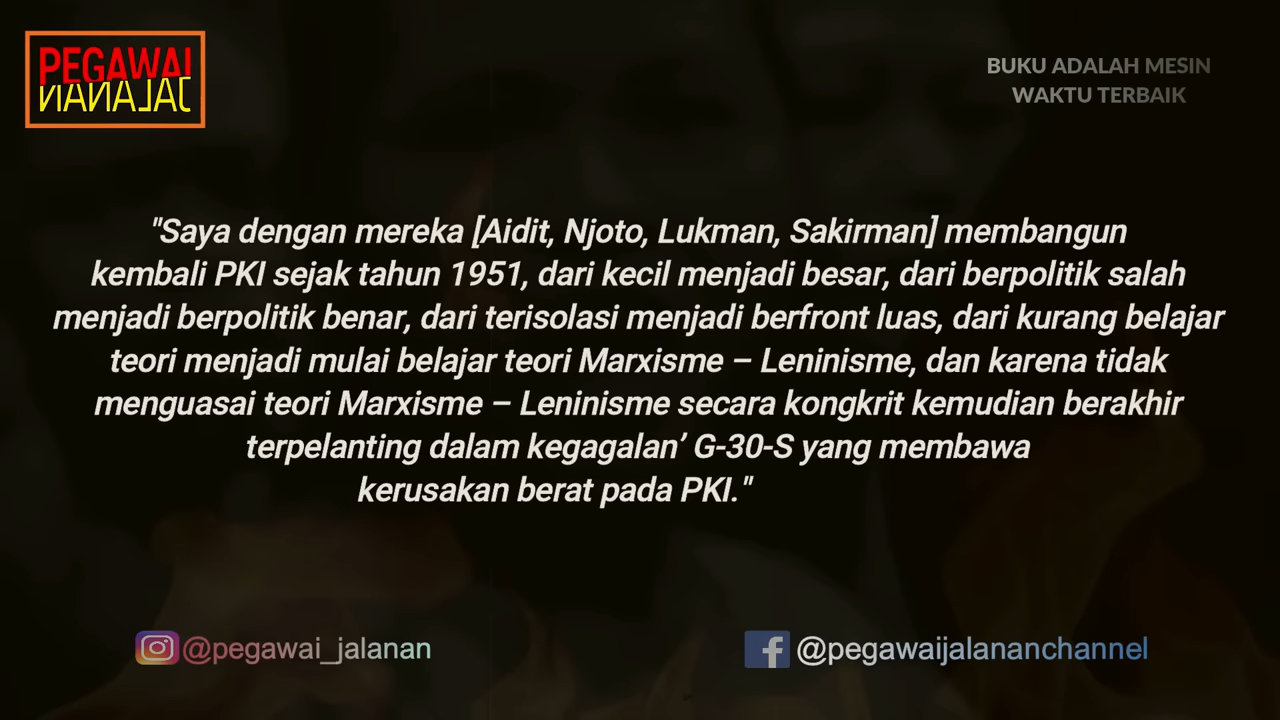 PEGAWAI
JALANAN
BUKU ADALAH MESIN
WAKTU TERBAIK
"Saya dengan mereka [Aidit, Njoto, Lukman, Sakirman] membangun
kembali PKI sejak tahun 1951, dari kecil menjadi besar, dari berpolitik salah
menjadi berpolitik benar, dari terisolasi menjadi berfront luas, dari kurang belajar
teori menjadi mulai belajar teori Marxisme – Leninisme, dan karena tidak
menguasai teori Marxisme – Leninisme secara kongkrit kemudian berakhir
terpelanting dalam kegagalan’ G-30-S yang membawa
kerusakan berat pada PKI."
@pegawai_jalanan
@pegawaijalananchannel